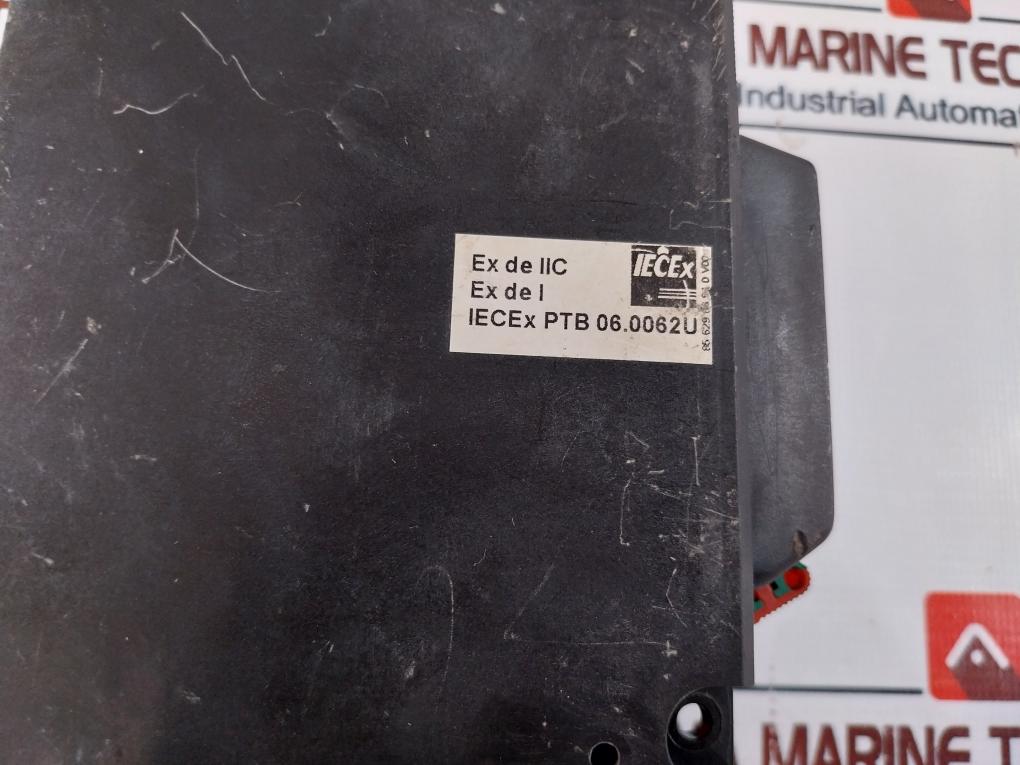 MARINE TEC
Industrial Automat
Ex de IIC
Ex de I
IECEx PTB 06.0062U
IECEx
MARINE TE